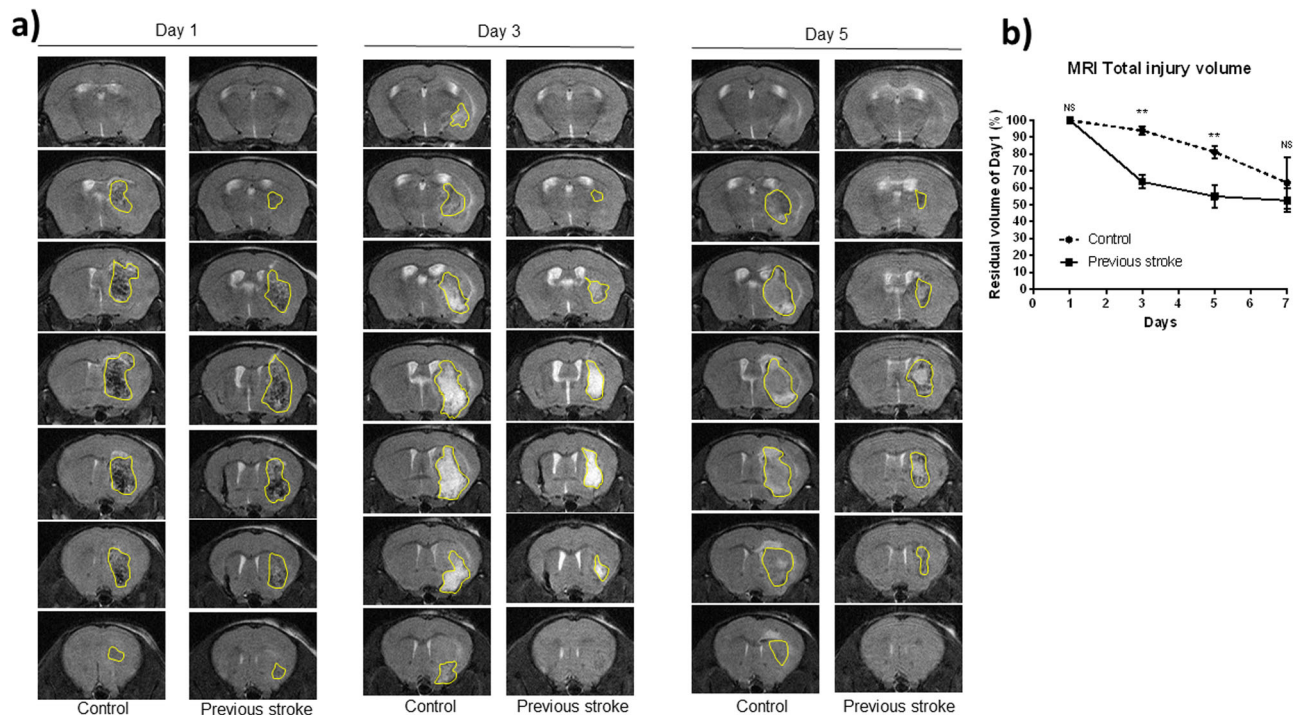 a)
Day 1
Day 3
Day 5
Control
Previous stroke
Control
Previous stroke
Control
Previous stroke
b)
MRI Total injury volume
Residual volume of Day1 (%)
100
90
80
70
60
50
40
30
20
10
0
NS
**
**
NS
Control
Previous stroke
0
1
2
3
4
5
6
7
Days